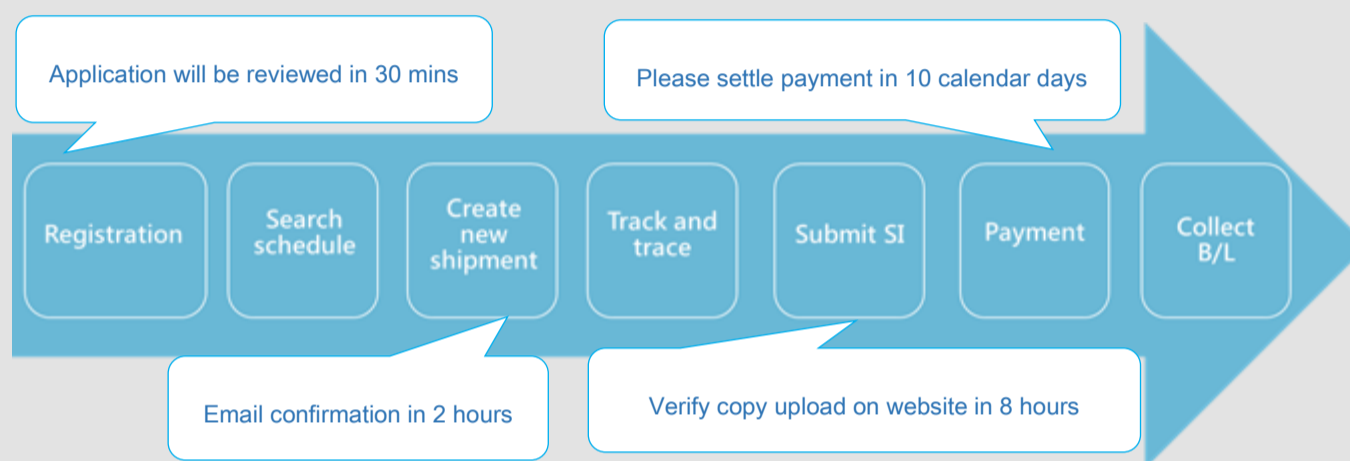 Application will be reviewed in 30 mins
Please settle payment in 10 calendar days
Registration
Search
schedule
Create
new
shipment
Track and
trace
Submit SI
Payment
Collect
B/L
Email confirmation in 2 hours
Verify copy upload on website in 8 hours